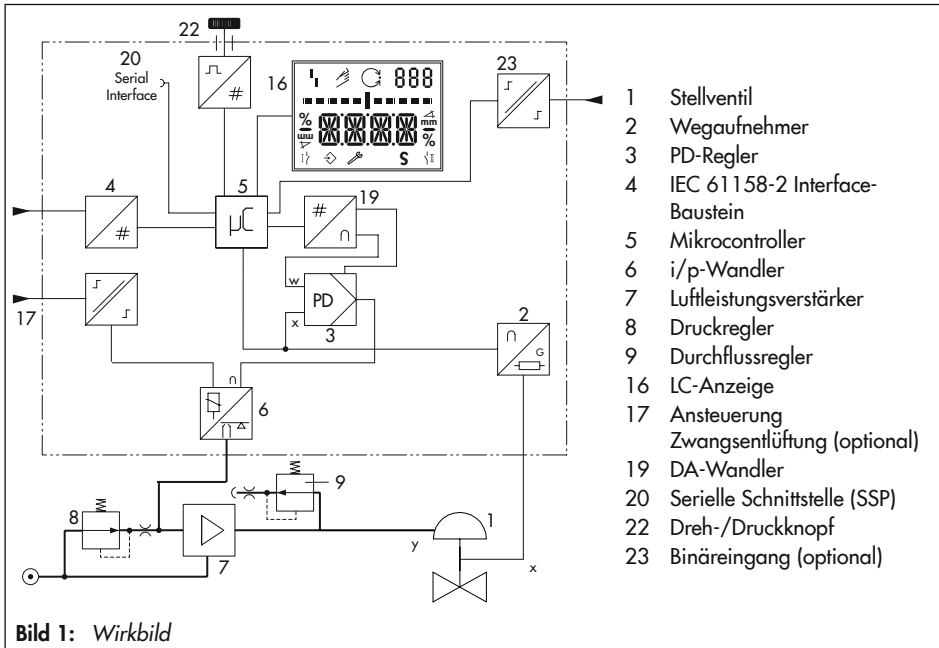 22
20
Serial
Interface
#
16
888
%
mm
mm
%
S
23
4
#
5
µC
19
#
w
PD
x
3
2
G
17
6
8
9
7
1
y
x
1 Stellventil
2 Wegaufnehmer
3 PD-Regler
4 IEC 61158-2 Interface-
Baustein
5 Mikrocontroller
6 i/p-Wandler
7 Luftleistungsverstärker
8 Druckregler
9 Durchflussregler
16 LC-Anzeige
17 Ansteuerung
Zwangsentlüftung (optional)
19 DA-Wandler
20 Serielle Schnittstelle (SSP)
22 Dreh-/Druckknopf
23 Binäreingang (optional)
Bild 1: Wirkbild